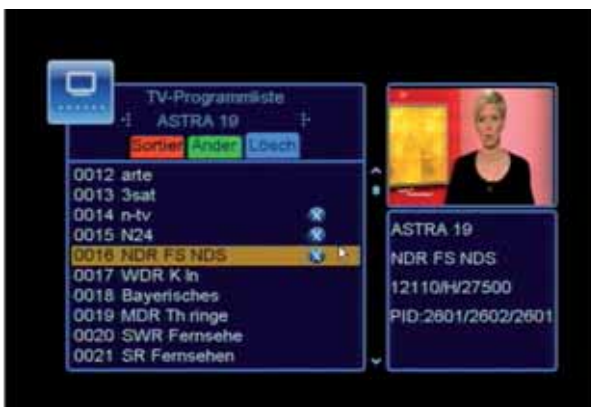 TV-Programmliste
ASTRA 19
Sortier Ander Lösch
0012 arte
0013 3sat
0014 n-tv
0015 N24
0016 NDR FS NDS
0017 WDR K ln
0018 Bayerisches
0019 MDR Th ringe
0020 SWR Fernsehe
0021 SR Fernsehen
ASTRA 19
NDR FS NDS
12110/H/27500
PID:2601/2602/2601